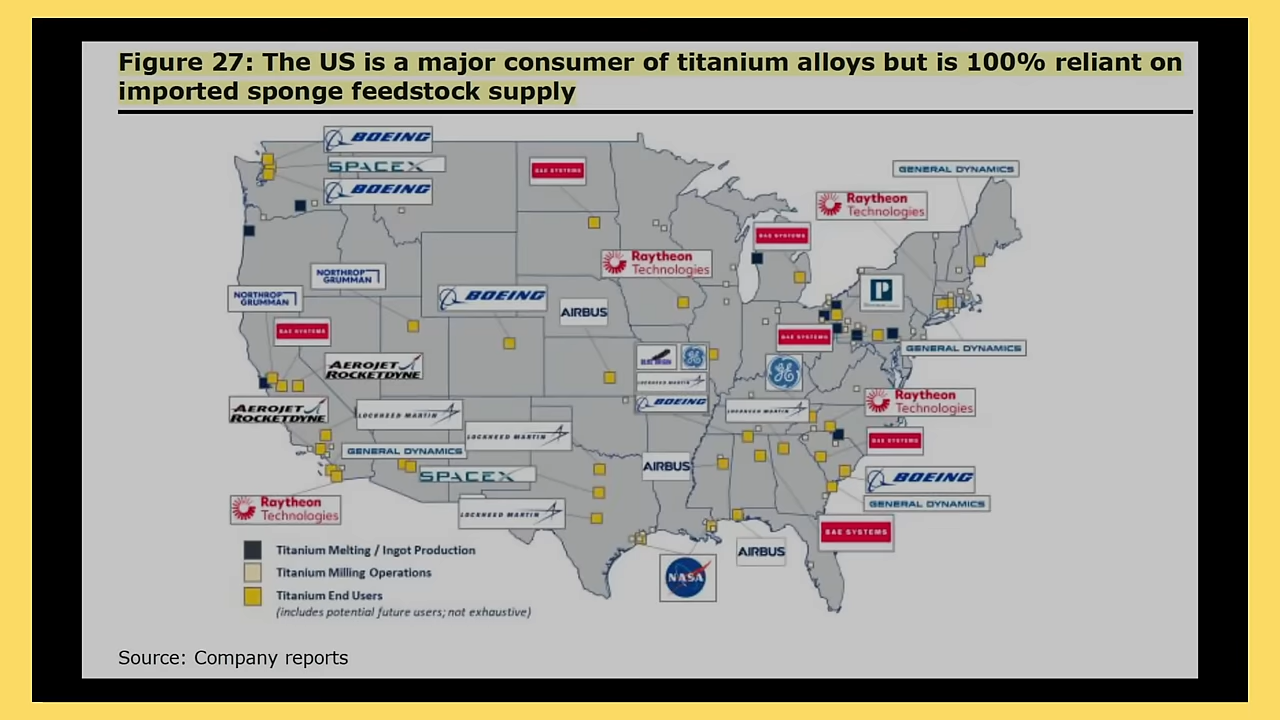 Figure 27: The US is a major consumer of titanium alloys but is 100% reliant on
imported sponge feedstock supply
BOEING
SPACEX
BOEING
BAE SYSTEMS
GENERAL DYNAMICS
Raytheon
Technologies
BAE SYSTEMS
Raytheon
Technologies
NORTHROP
GRUMMAN
NORTHROP
GRUMMAN
BOEING
AIRBUS
BAE SYSTEMS
BAE SYSTEMS
GENERAL DYNAMICS
AEROJET
ROCKETDYNE
LOCKHEED MARTIN
BOEING
AEROJET
ROCKETDYNE
LOCKHEED MARTIN
LOCKHEED MARTIN
Raytheon
Technologies
LOCKHEED MARTIN
BAE SYSTEMS
GENERAL DYNAMICS
AIRBUS
SPACEX
BOEING
GENERAL DYNAMICS
Raytheon
Technologies
LOCKHEED MARTIN
BAE SYSTEMS
NASA
AIRBUS
Titanium Melting / Ingot Production
Titanium Milling Operations
Titanium End Users
(includes potential future users; not exhaustive)
Source: Company reports